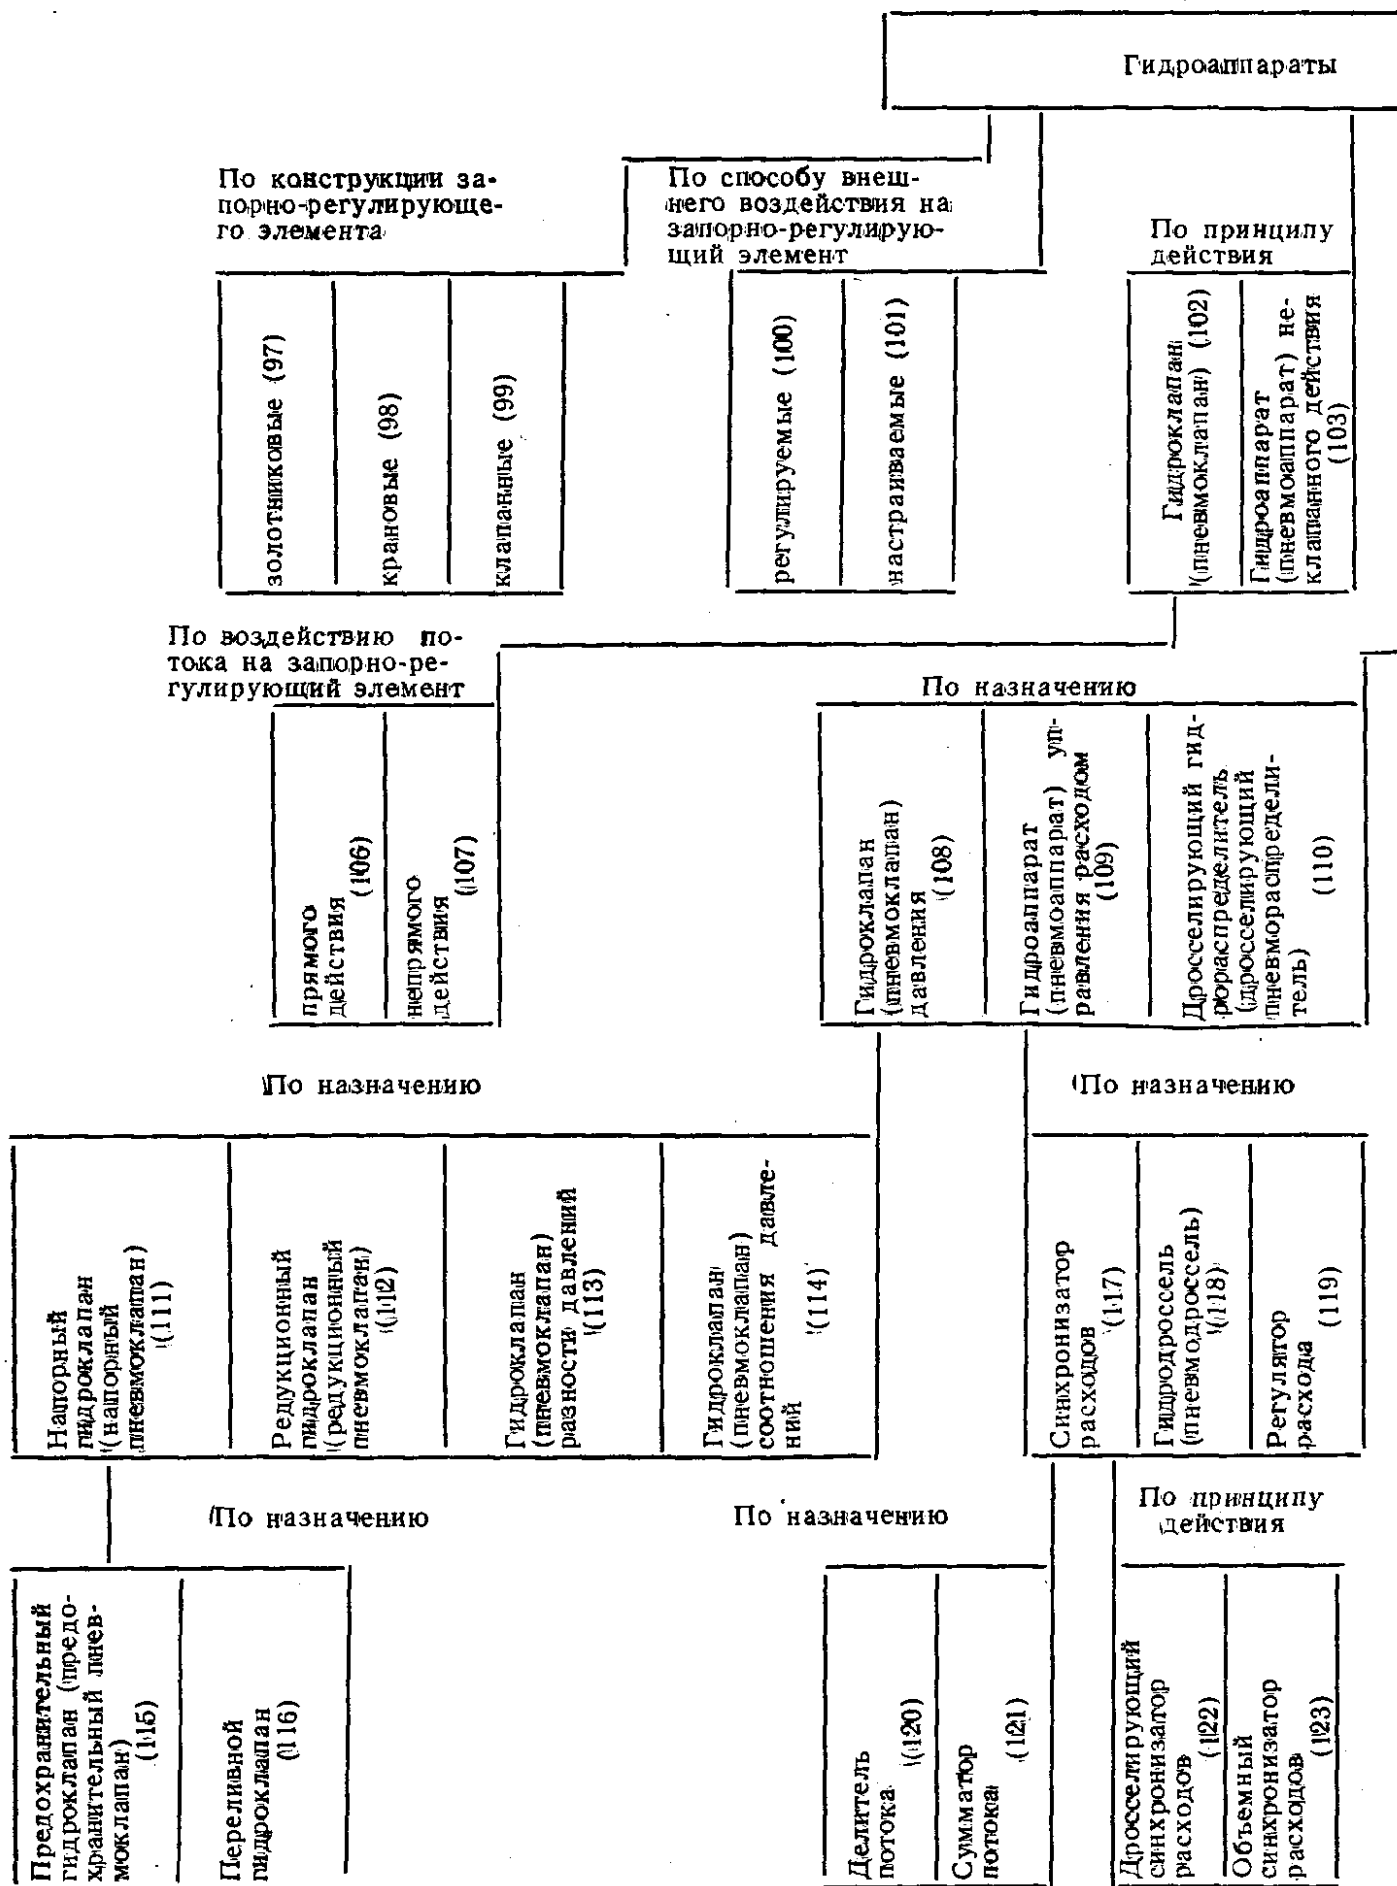 Гидроаппараты
По конструкции за-
порно-регулирующе-
го элемента
золотниковые (97)
крановые (98)
клапанные (99)
По способу внеш-
него воздействия на
запорно-регулирую-
щий элемент
регулируемые (100)
настраиваемые (101)
По принципу
действия
Гидроклапан
(пневмоклапан) (102)
Гидроаппарат
(пневмоаппарат) не-
клапанного действия
(103)
По воздействию по-
тока на запорно-ре-
гулирующий элемент
прямого
действия
(106)
непрямого
действия
(107)
По назначению
Гидроклапан
(пневмоклапан)
давления
(108)
Гидроаппарат
(пневмоаппарат) уп-
равления расходом
(109)
Дросселирующий гид-
рораспределитель
(дросселирующий
пневмораспредели-
тель)
(110)
По назначению
Напорный
гидроклапан
(напорный
пневмоклапан)
(111)
Редукционный
гидроклапан
(редукционный
пневмоклапан)
(112)
Гидроклапан
(пневмоклапан)
разности давлений
(113)
Гидроклапан
(пневмоклапан)
соотношения давле-
ний
(114)
По назначению
Синхронизатор
расходов
(117)
Гидродроссель
(пневмодроссель)
(118)
Регулятор
расхода
(119)
По назначению
Предохранительный
гидроклапан (предо-
хранительный пнев-
моклапан)
(115)
Переливной
гидроклапан
(116)
По назначению
Делитель
потока
(120)
Сумматор
потока
(121)
По принципу
действия
Дросселирующий
синхронизатор
расходов
(122)
Объемный
синхронизатор
расходов
(123)